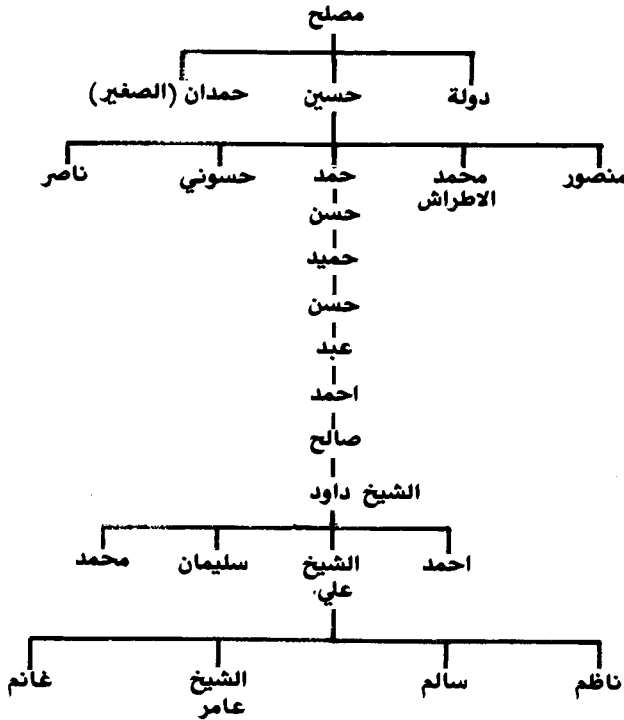 مصلح
دولة حسين حمدان (الصغير)
منصور محمد الاطراش حمد حسوني ناصر
حسن
حميد
حسن
عبد
احمد
صالح
الشيخ داود
احمد الشيخ علي سليمان محمد
ناظم سالم الشيخ عامر غانم